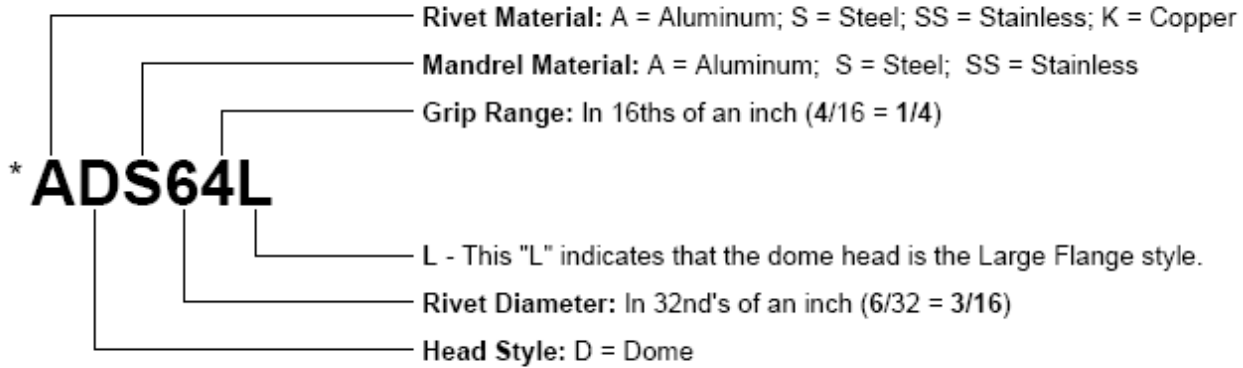 Rivet Material: A = Aluminum; S = Steel; SS = Stainless; K = Copper
Mandrel Material: A = Aluminum; S = Steel; SS = Stainless
Grip Range: In 16ths of an inch (4/16 = 1/4)
* ADS64L
L - This "L" indicates that the dome head is the Large Flange style.
Rivet Diameter: In 32nd's of an inch (6/32 = 3/16)
Head Style: D = Dome